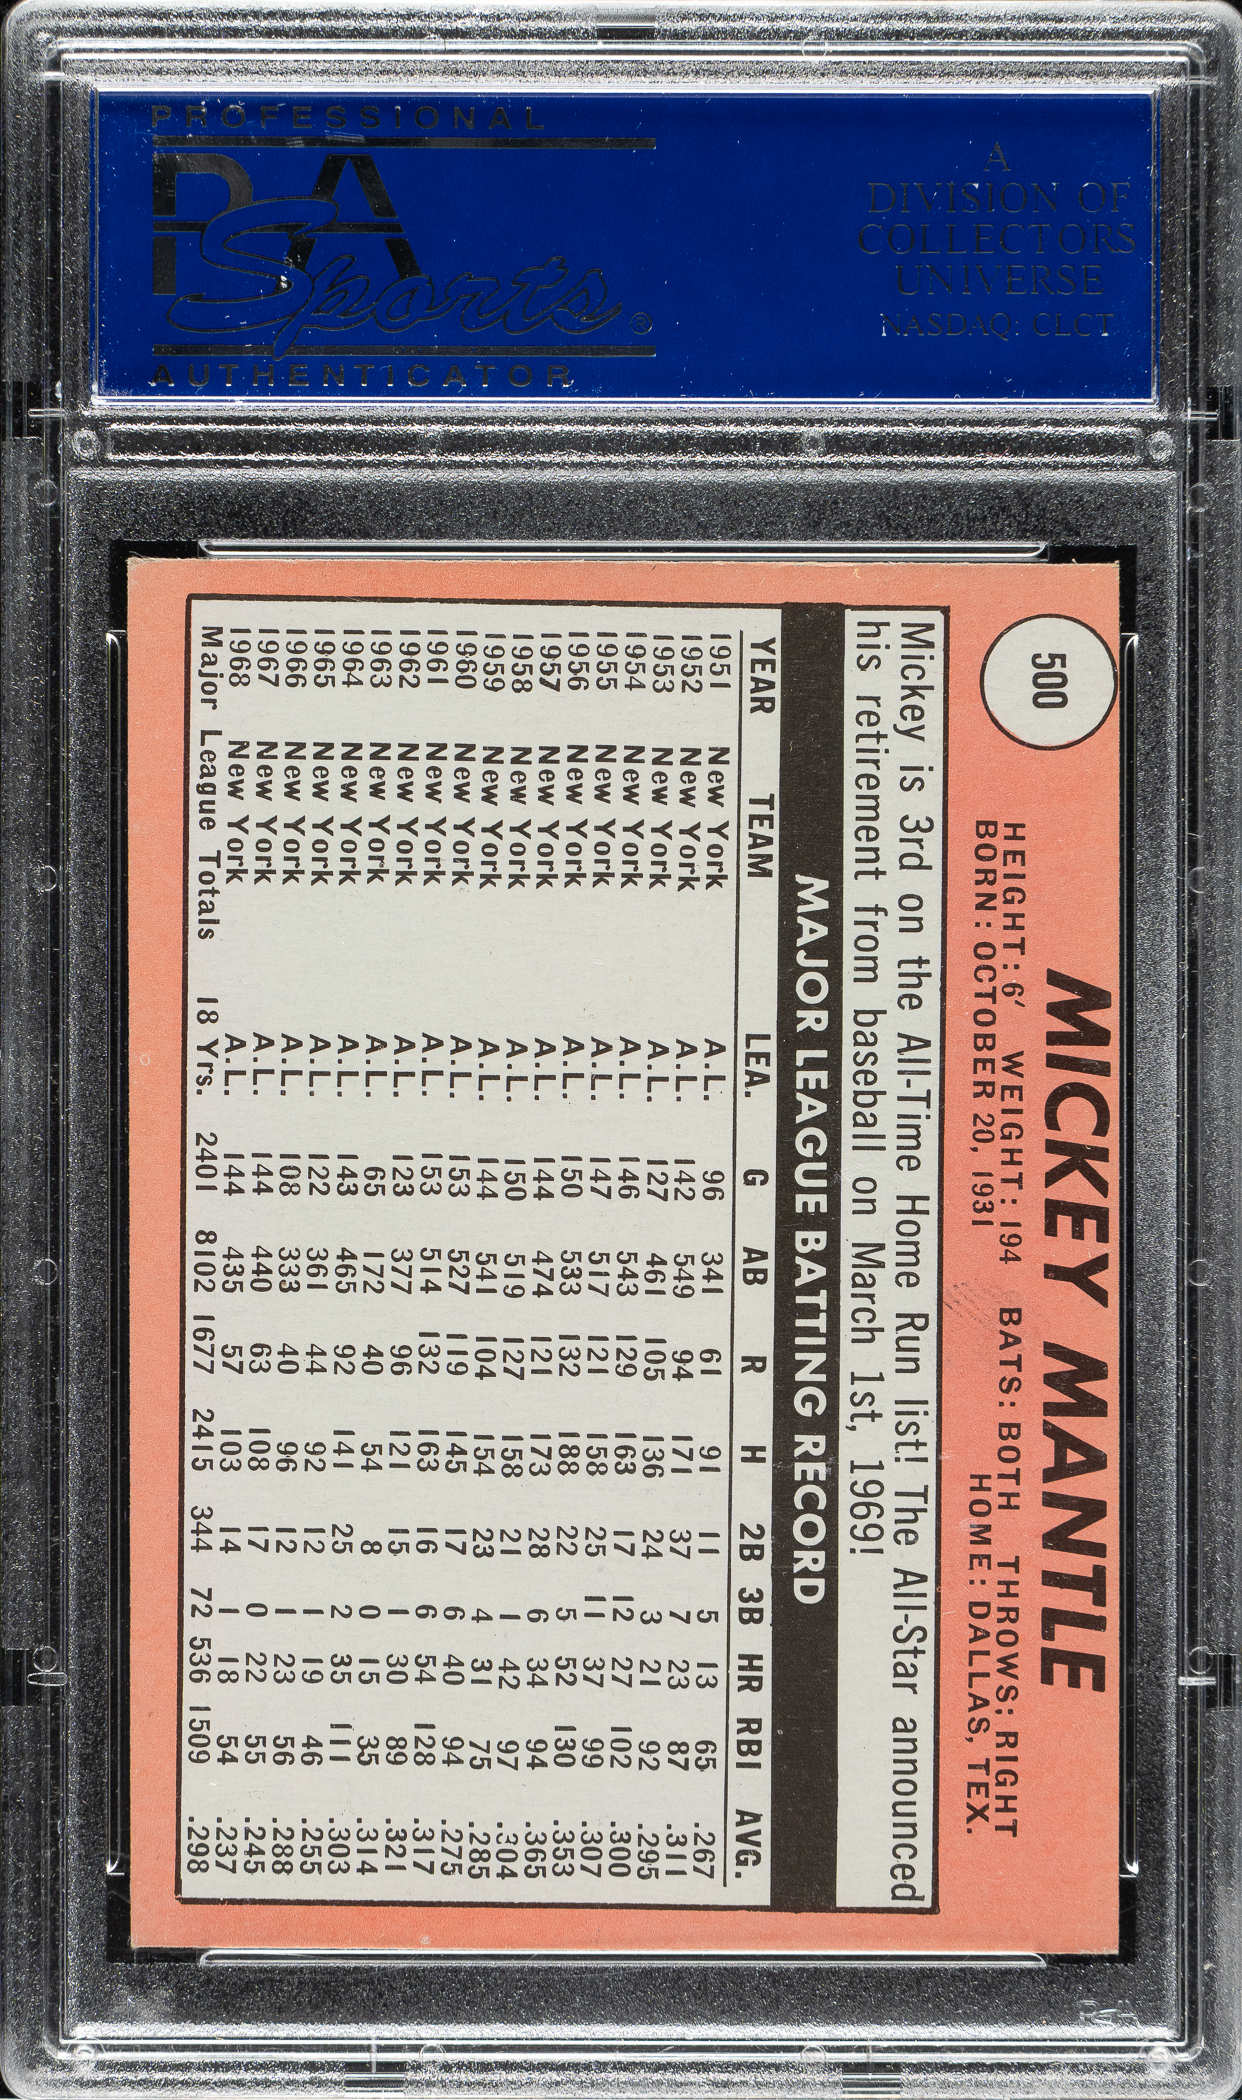 PROFESSIONAL
PSA
Sports®
AUTHENTICATOR
A
DIVISION OF
COLLECTORS
UNIVERSE
NASDAQ: CLCT
500
MICKEY MANTLE
HEIGHT: 6' WEIGHT: 194 BATS: BOTH THROWS: RIGHT
BORN: OCTOBER 20, 1931 HOME: DALLAS, TEX.
Mickey is 3rd on the All-Time Home Run list! The All-Star announced
his retirement from baseball on March 1st, 1969!
MAJOR LEAGUE BATTING RECORD
YEAR TEAM LEA. G AB R H 2B 3B HR RBI AVG.
1951 New York A.L. 96 341 61 91 11 5 13 65 .267
1952 New York A.L. 142 549 94 171 37 7 23 87 .311
1953 New York A.L. 127 461 105 136 24 3 21 92 .295
1954 New York A.L. 146 543 129 163 17 12 27 102 .300
1955 New York A.L. 147 517 121 158 25 11 37 99 .307
1956 New York A.L. 150 533 132 188 22 5 52 130 .353
1957 New York A.L. 144 474 121 173 28 6 34 94 .365
1958 New York A.L. 150 519 127 158 21 1 42 97 .304
1959 New York A.L. 144 541 104 154 23 4 31 75 .285
1960 New York A.L. 153 527 119 145 17 6 40 94 .275
1961 New York A.L. 153 514 132 163 16 6 54 128 .317
1962 New York A.L. 123 377 96 121 15 1 30 89 .321
1963 New York A.L. 65 172 40 54 8 0 15 35 .314
1964 New York A.L. 143 465 92 141 25 2 35 111 .303
1965 New York A.L. 122 361 44 92 12 1 19 46 .255
1966 New York A.L. 108 333 40 96 12 1 23 56 .288
1967 New York A.L. 144 440 63 108 17 0 22 55 .245
1968 New York A.L. 144 435 57 103 14 1 18 54 .237
Major League Totals 18 Yrs. 2401 8102 1677 2415 344 72 536 1509 .298
PSA